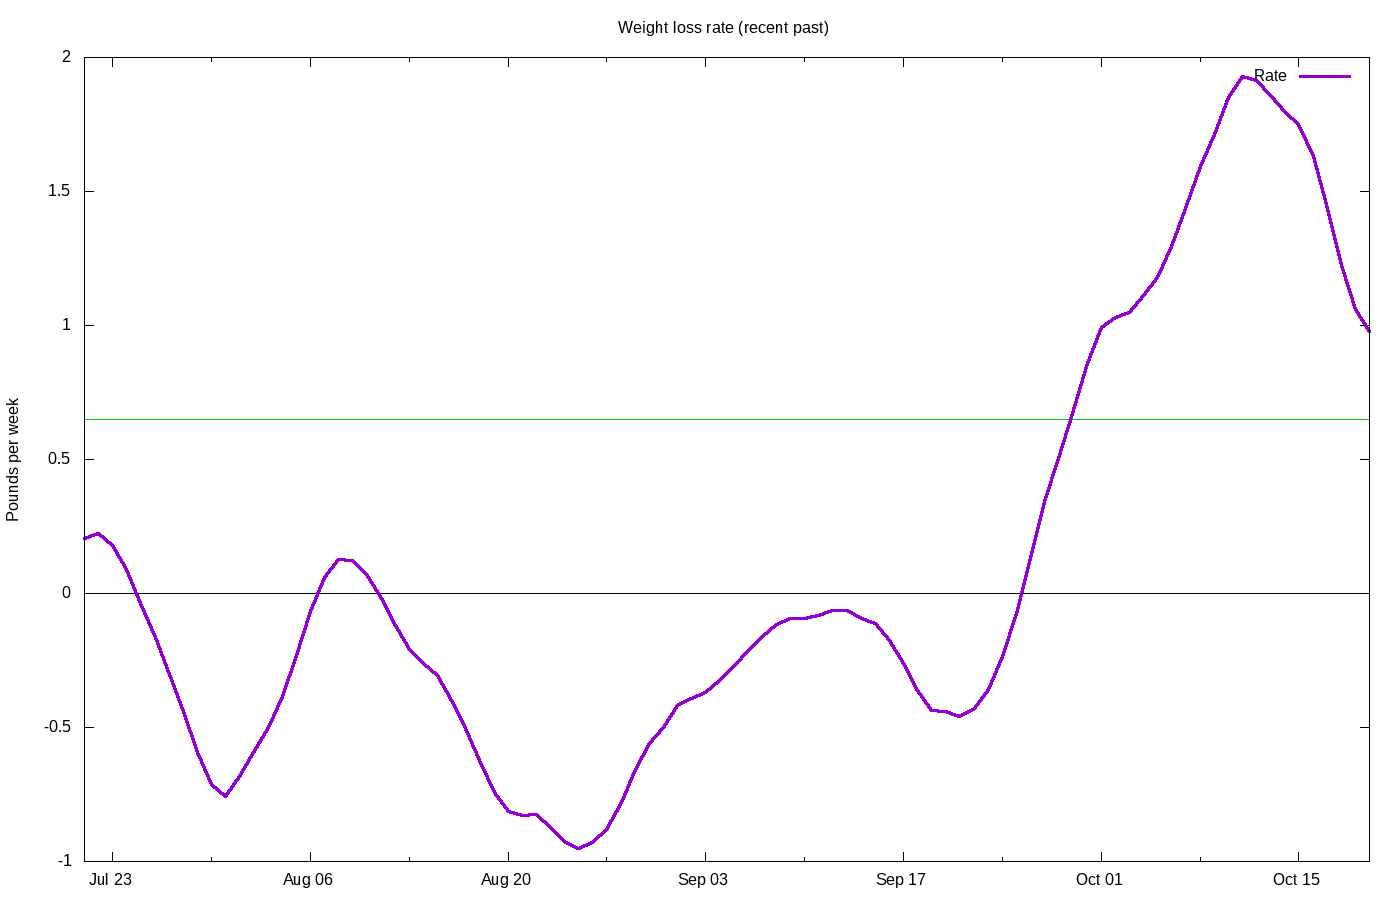 Weight loss rate (recent past)
Rate
Pounds per week
2
1.5
1
0.5
0
-0.5
-1
Jul 23
Aug 06
Aug 20
Sep 03
Sep 17
Oct 01
Oct 15